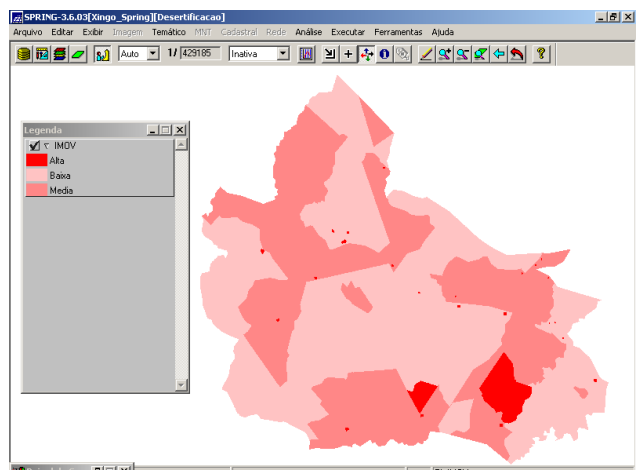 SPRING-3.6.03[Xingo_Spring][Desertificacao]
Arquivo Editar Exibir Imagem Temático MNT Cadastral Rede Análise Executar Ferramentas Ajuda
Auto 1/ 429185 Inativa
Legenda
IMOV
Alta
Baixa
Media